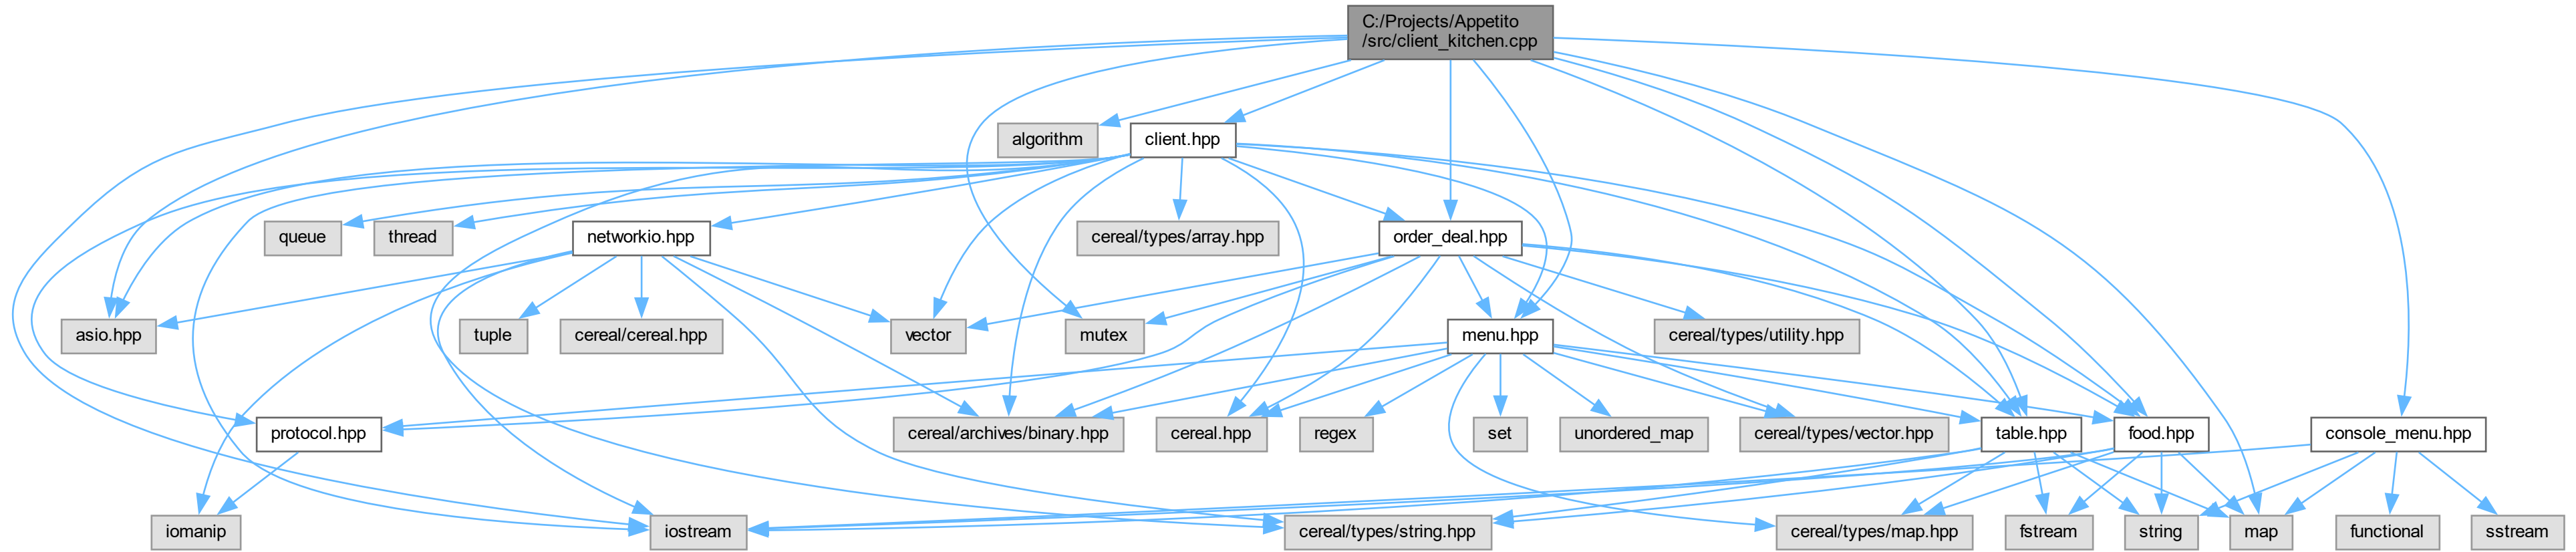 C:/Projects/Appetito
/src/client_kitchen.cpp
algorithm
client.hpp
queue
thread
networkio.hpp
cereal/types/array.hpp
order_deal.hpp
asio.hpp
tuple
cereal/cereal.hpp
vector
mutex
menu.hpp
cereal/types/utility.hpp
protocol.hpp
cereal/archives/binary.hpp
cereal.hpp
regex
set
unordered_map
cereal/types/vector.hpp
table.hpp
food.hpp
console_menu.hpp
iomanip
iostream
cereal/types/string.hpp
cereal/types/map.hpp
fstream
string
map
functional
sstream